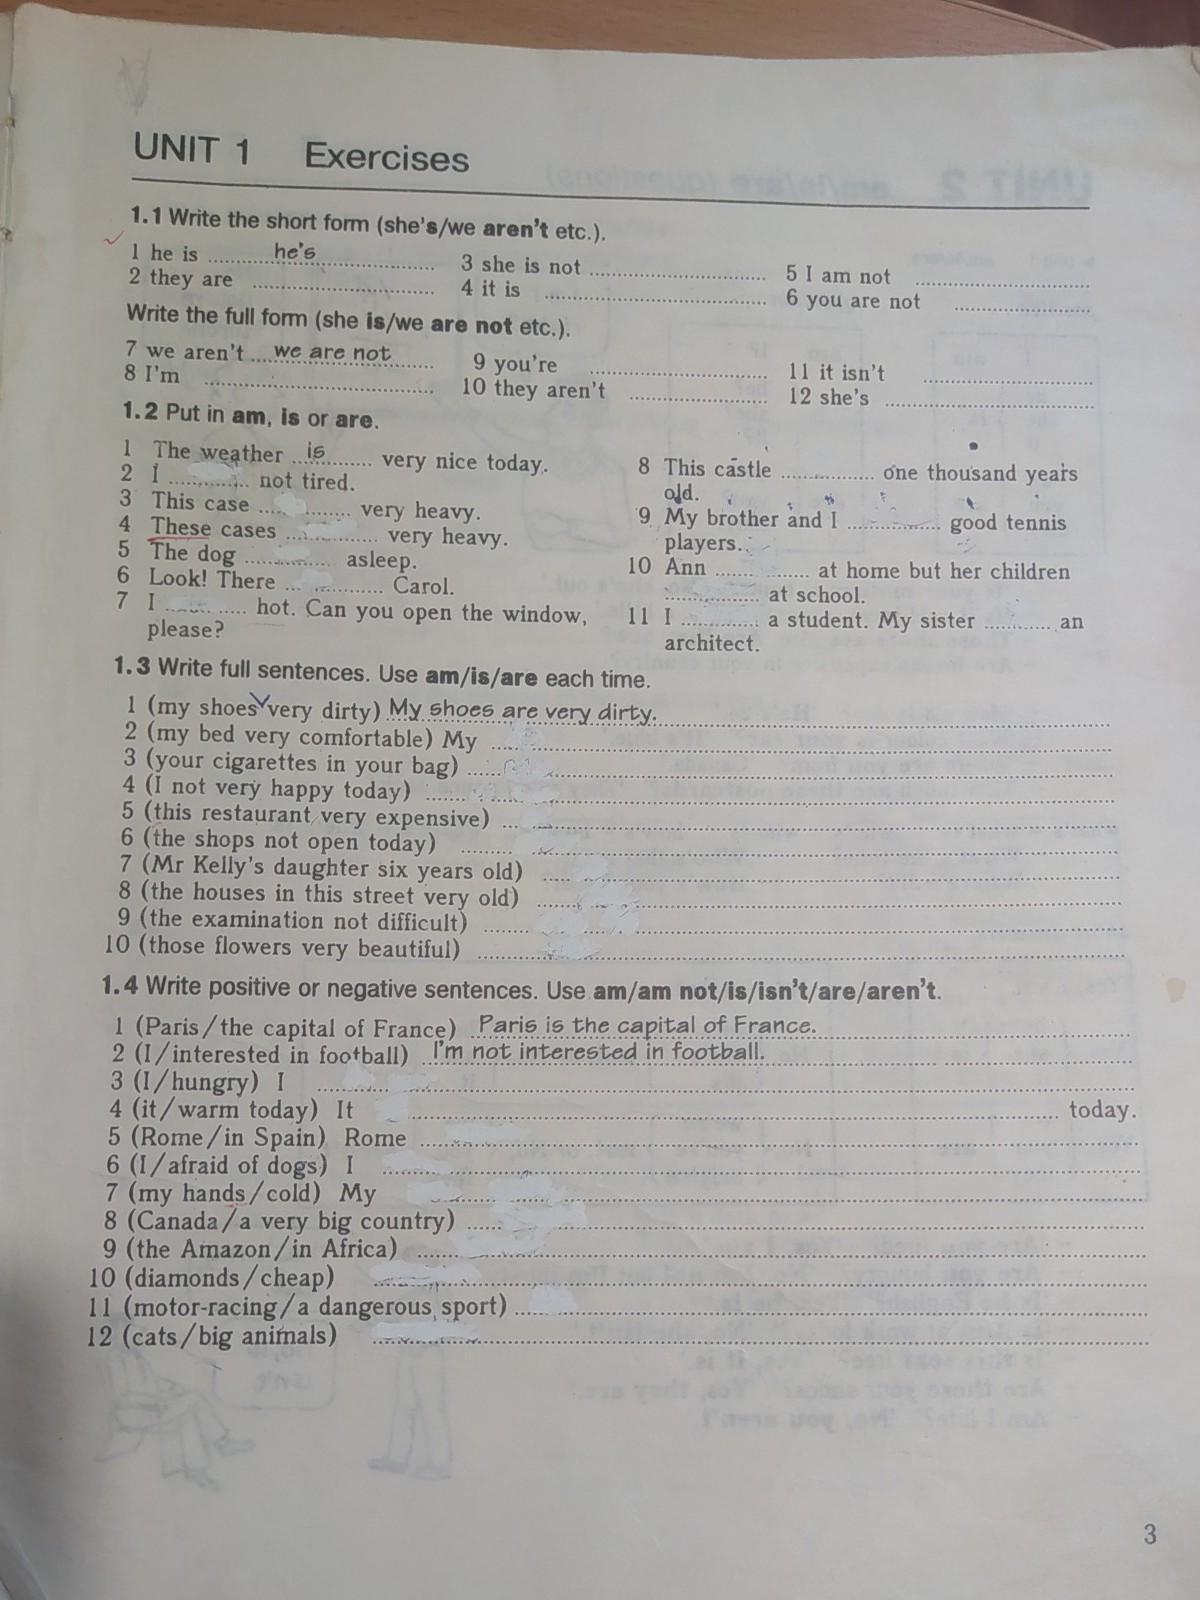 UNIT 1 Exercises
1.1 Write the short form (she's/we aren't etc.).
1 he is ........ he's ........ 3 she is not ........ 5 I am not ........
2 they are ........ 4 it is ........ 6 you are not ........
Write the full form (she is/we are not etc.).
7 we aren't .... we are not .... 9 you're ........ 11 it isn't ........
8 I'm ........ 10 they aren't ........ 12 she's ........
1.2 Put in am, is or are.
1 The weather ... is ........ very nice today.
2 I ............ not tired.
3 This case ............ very heavy.
4 These cases ............ very heavy.
5 The dog ............ asleep.
6 Look! There ............ Carol.
7 I ............ hot. Can you open the window,
please?
8 This castle ............ one thousand years
old.
9 My brother and I ............ good tennis
players.
10 Ann ............ at home but her children
............ at school.
11 I ............ a student. My sister ............ an
architect.
1.3 Write full sentences. Use am/is/are each time.
1 (my shoes very dirty) My shoes are very dirty.
2 (my bed very comfortable) My ............
3 (your cigarettes in your bag) ............
4 (I not very happy today) ............
5 (this restaurant very expensive) ............
6 (the shops not open today) ............
7 (Mr Kelly's daughter six years old) ............
8 (the houses in this street very old) ............
9 (the examination not difficult) ............
10 (those flowers very beautiful) ............
1.4 Write positive or negative sentences. Use am/am not/is/isn't/are/aren't.
1 (Paris/the capital of France) Paris is the capital of France.
2 (I/interested in football) I'm not interested in football.
3 (I/hungry) I ............
4 (it/warm today) It ............ today.
5 (Rome/in Spain) Rome ............
6 (I/afraid of dogs) I ............
7 (my hands/cold) My ............
8 (Canada/a very big country) ............
9 (the Amazon/in Africa) ............
10 (diamonds/cheap) ............
11 (motor-racing/a dangerous sport) ............
12 (cats/big animals) ............
3